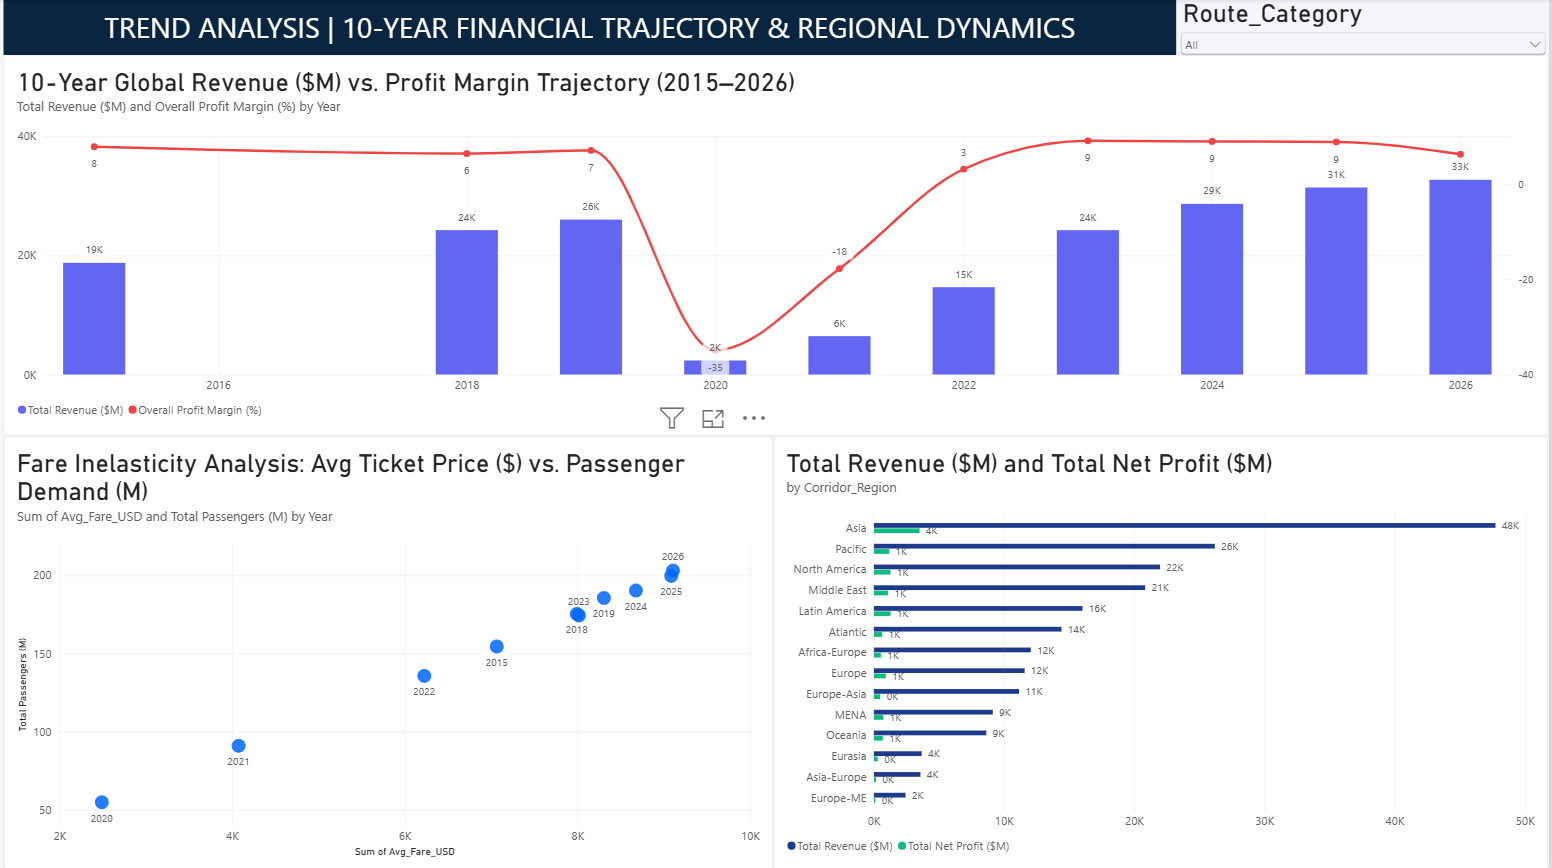 TREND ANALYSIS | 10-YEAR FINANCIAL TRAJECTORY & REGIONAL DYNAMICS
Route_Category
All
10-Year Global Revenue ($M) vs. Profit Margin Trajectory (2015–2026)
Total Revenue ($M) and Overall Profit Margin (%) by Year
40K
20K
0K
8
6
7
-35
-18
3
9
9
9
19K
24K
26K
2K
6K
15K
24K
29K
31K
33K
0
-20
-40
2016
2018
2020
2022
2024
2026
Total Revenue ($M)
Overall Profit Margin (%)
Fare Inelasticity Analysis: Avg Ticket Price ($) vs. Passenger
Demand (M)
Sum of Avg_Fare_USD and Total Passengers (M) by Year
Total Passengers (M)
200
150
100
50
2026
2025
2024
2019
2023
2018
2015
2022
2021
2020
2K
4K
6K
8K
10K
Sum of Avg_Fare_USD
Total Revenue ($M) and Total Net Profit ($M)
by Corridor_Region
Asia 48K 4K
Pacific 26K 1K
North America 22K 1K
Middle East 21K 1K
Latin America 16K 1K
Atlantic 14K 1K
Africa-Europe 12K 1K
Europe 12K 1K
Europe-Asia 11K 0K
MENA 9K 1K
Oceania 9K 1K
Eurasia 4K 0K
Asia-Europe 4K 0K
Europe-ME 2K 0K
0K
10K
20K
30K
40K
50K
Total Revenue ($M)
Total Net Profit ($M)